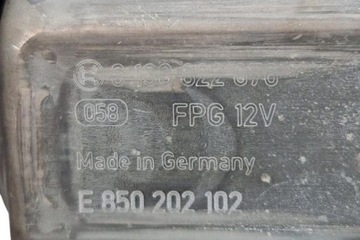 058 FPG 12V
Made in Germany
E 850 202 102